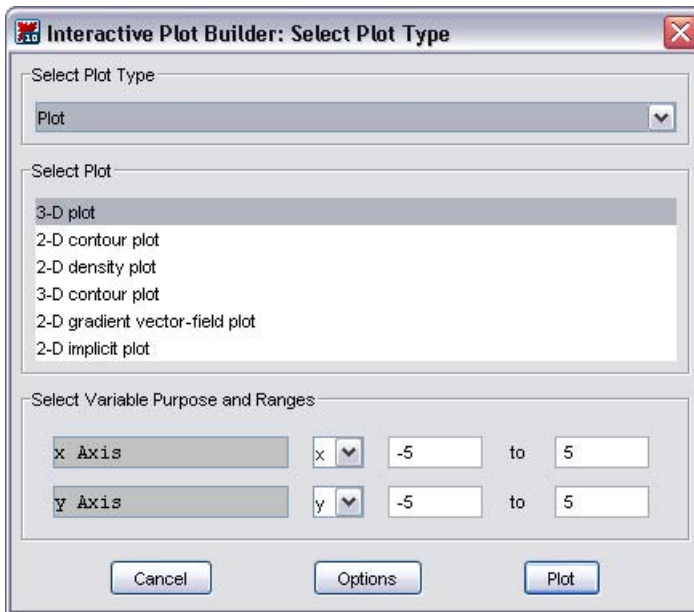 Interactive Plot Builder: Select Plot Type
Select Plot Type
Plot
Select Plot
3-D plot
2-D contour plot
2-D density plot
3-D contour plot
2-D gradient vector-field plot
2-D implicit plot
Select Variable Purpose and Ranges
x Axis x -5 to 5
y Axis y -5 to 5
Cancel Options Plot